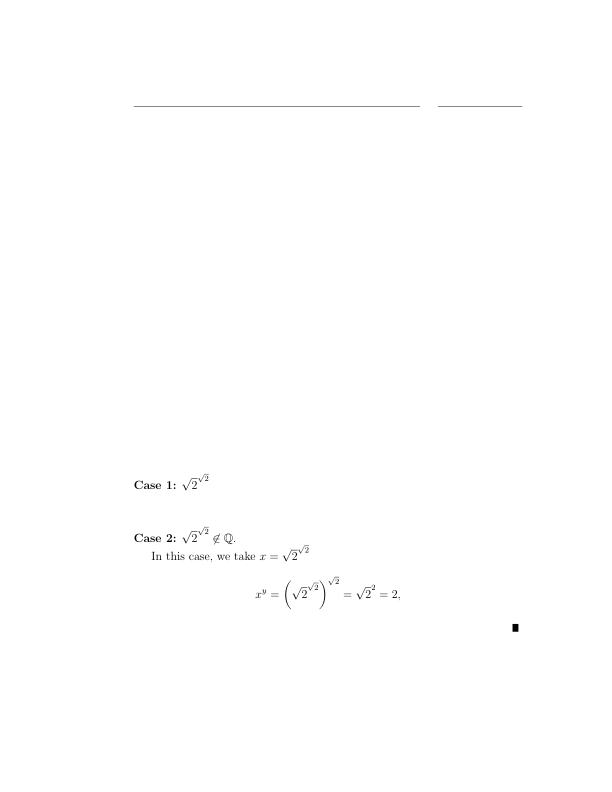 Case 1: $\sqrt{2}^{\sqrt{2}}$
Case 2: $\sqrt{2}^{\sqrt{2}} \notin \mathbb{Q}$.
In this case, we take $x = \sqrt{2}^{\sqrt{2}}$
$x^y = \left(\sqrt{2}^{\sqrt{2}}\right)^{\sqrt{2}} = \sqrt{2}^2 = 2,$
∎